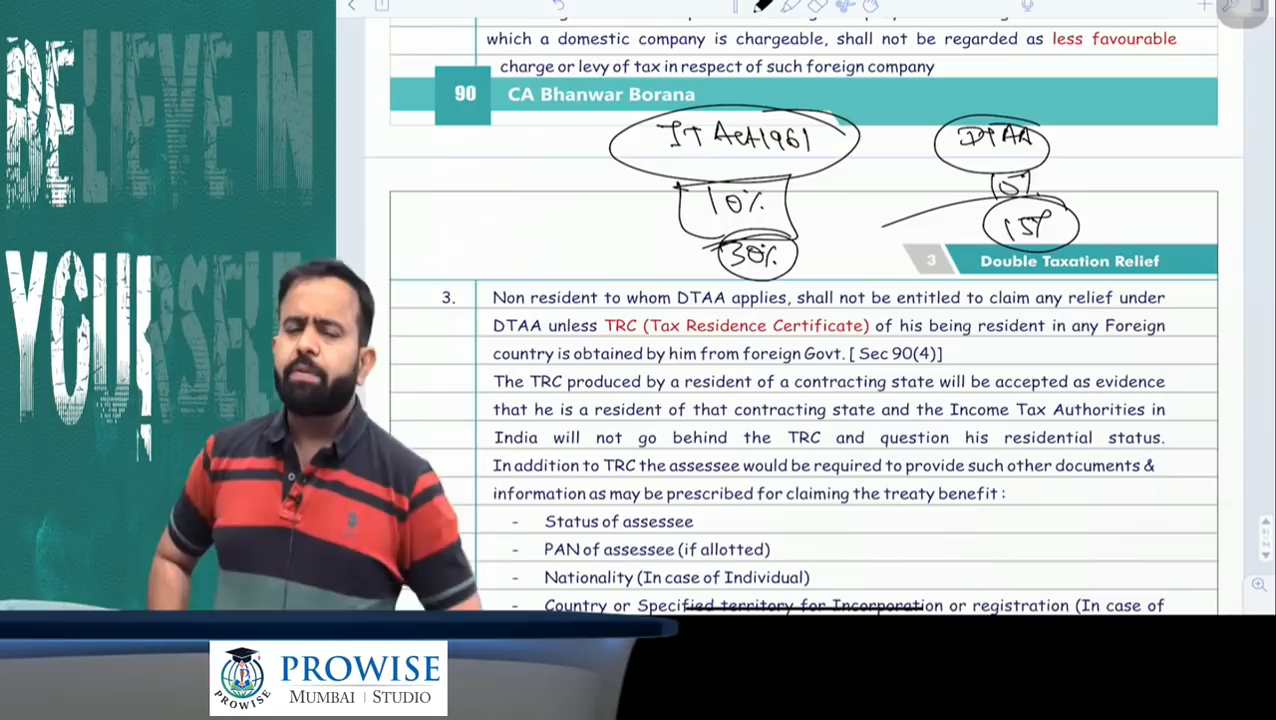 BELIEVE IN
YOURSELF
which a domestic company is chargeable, shall not be regarded as less favourable
charge or levy of tax in respect of such foreign company
90 CA Bhanwar Borana
IT Act 1961 DTAA
10%
30% 15%
3 Double Taxation Relief
3. Non resident to whom DTAA applies, shall not be entitled to claim any relief under
DTAA unless TRC (Tax Residence Certificate) of his being resident in any Foreign
country is obtained by him from foreign Govt. [ Sec 90(4)]
The TRC produced by a resident of a contracting state will be accepted as evidence
that he is a resident of that contracting state and the Income Tax Authorities in
India will not go behind the TRC and question his residential status.
In addition to TRC the assessee would be required to provide such other documents &
information as may be prescribed for claiming the treaty benefit :
- Status of assessee
- PAN of assessee (if allotted)
- Nationality (In case of Individual)
- Country or Specified territory for Incorporation or registration (In case of
PROWISE
MUMBAI | STUDIO
PROWISE